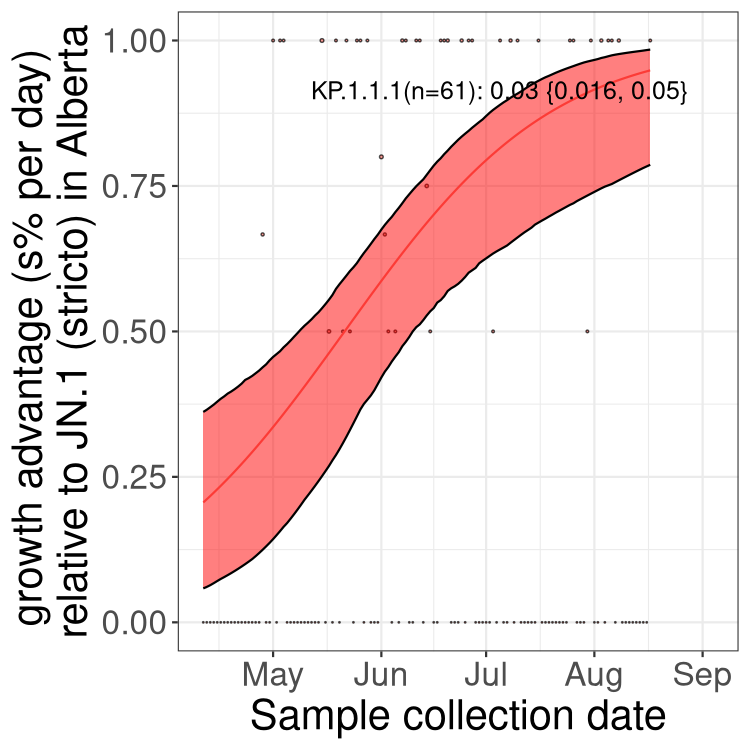 growth advantage (s% per day)
relative to JN.1 (stricto) in Alberta
1.00
0.75
0.50
0.25
0.00
KP.1.1.1(n=61): 0.03 {0.016, 0.05}
May Jun Jul Aug Sep
Sample collection date